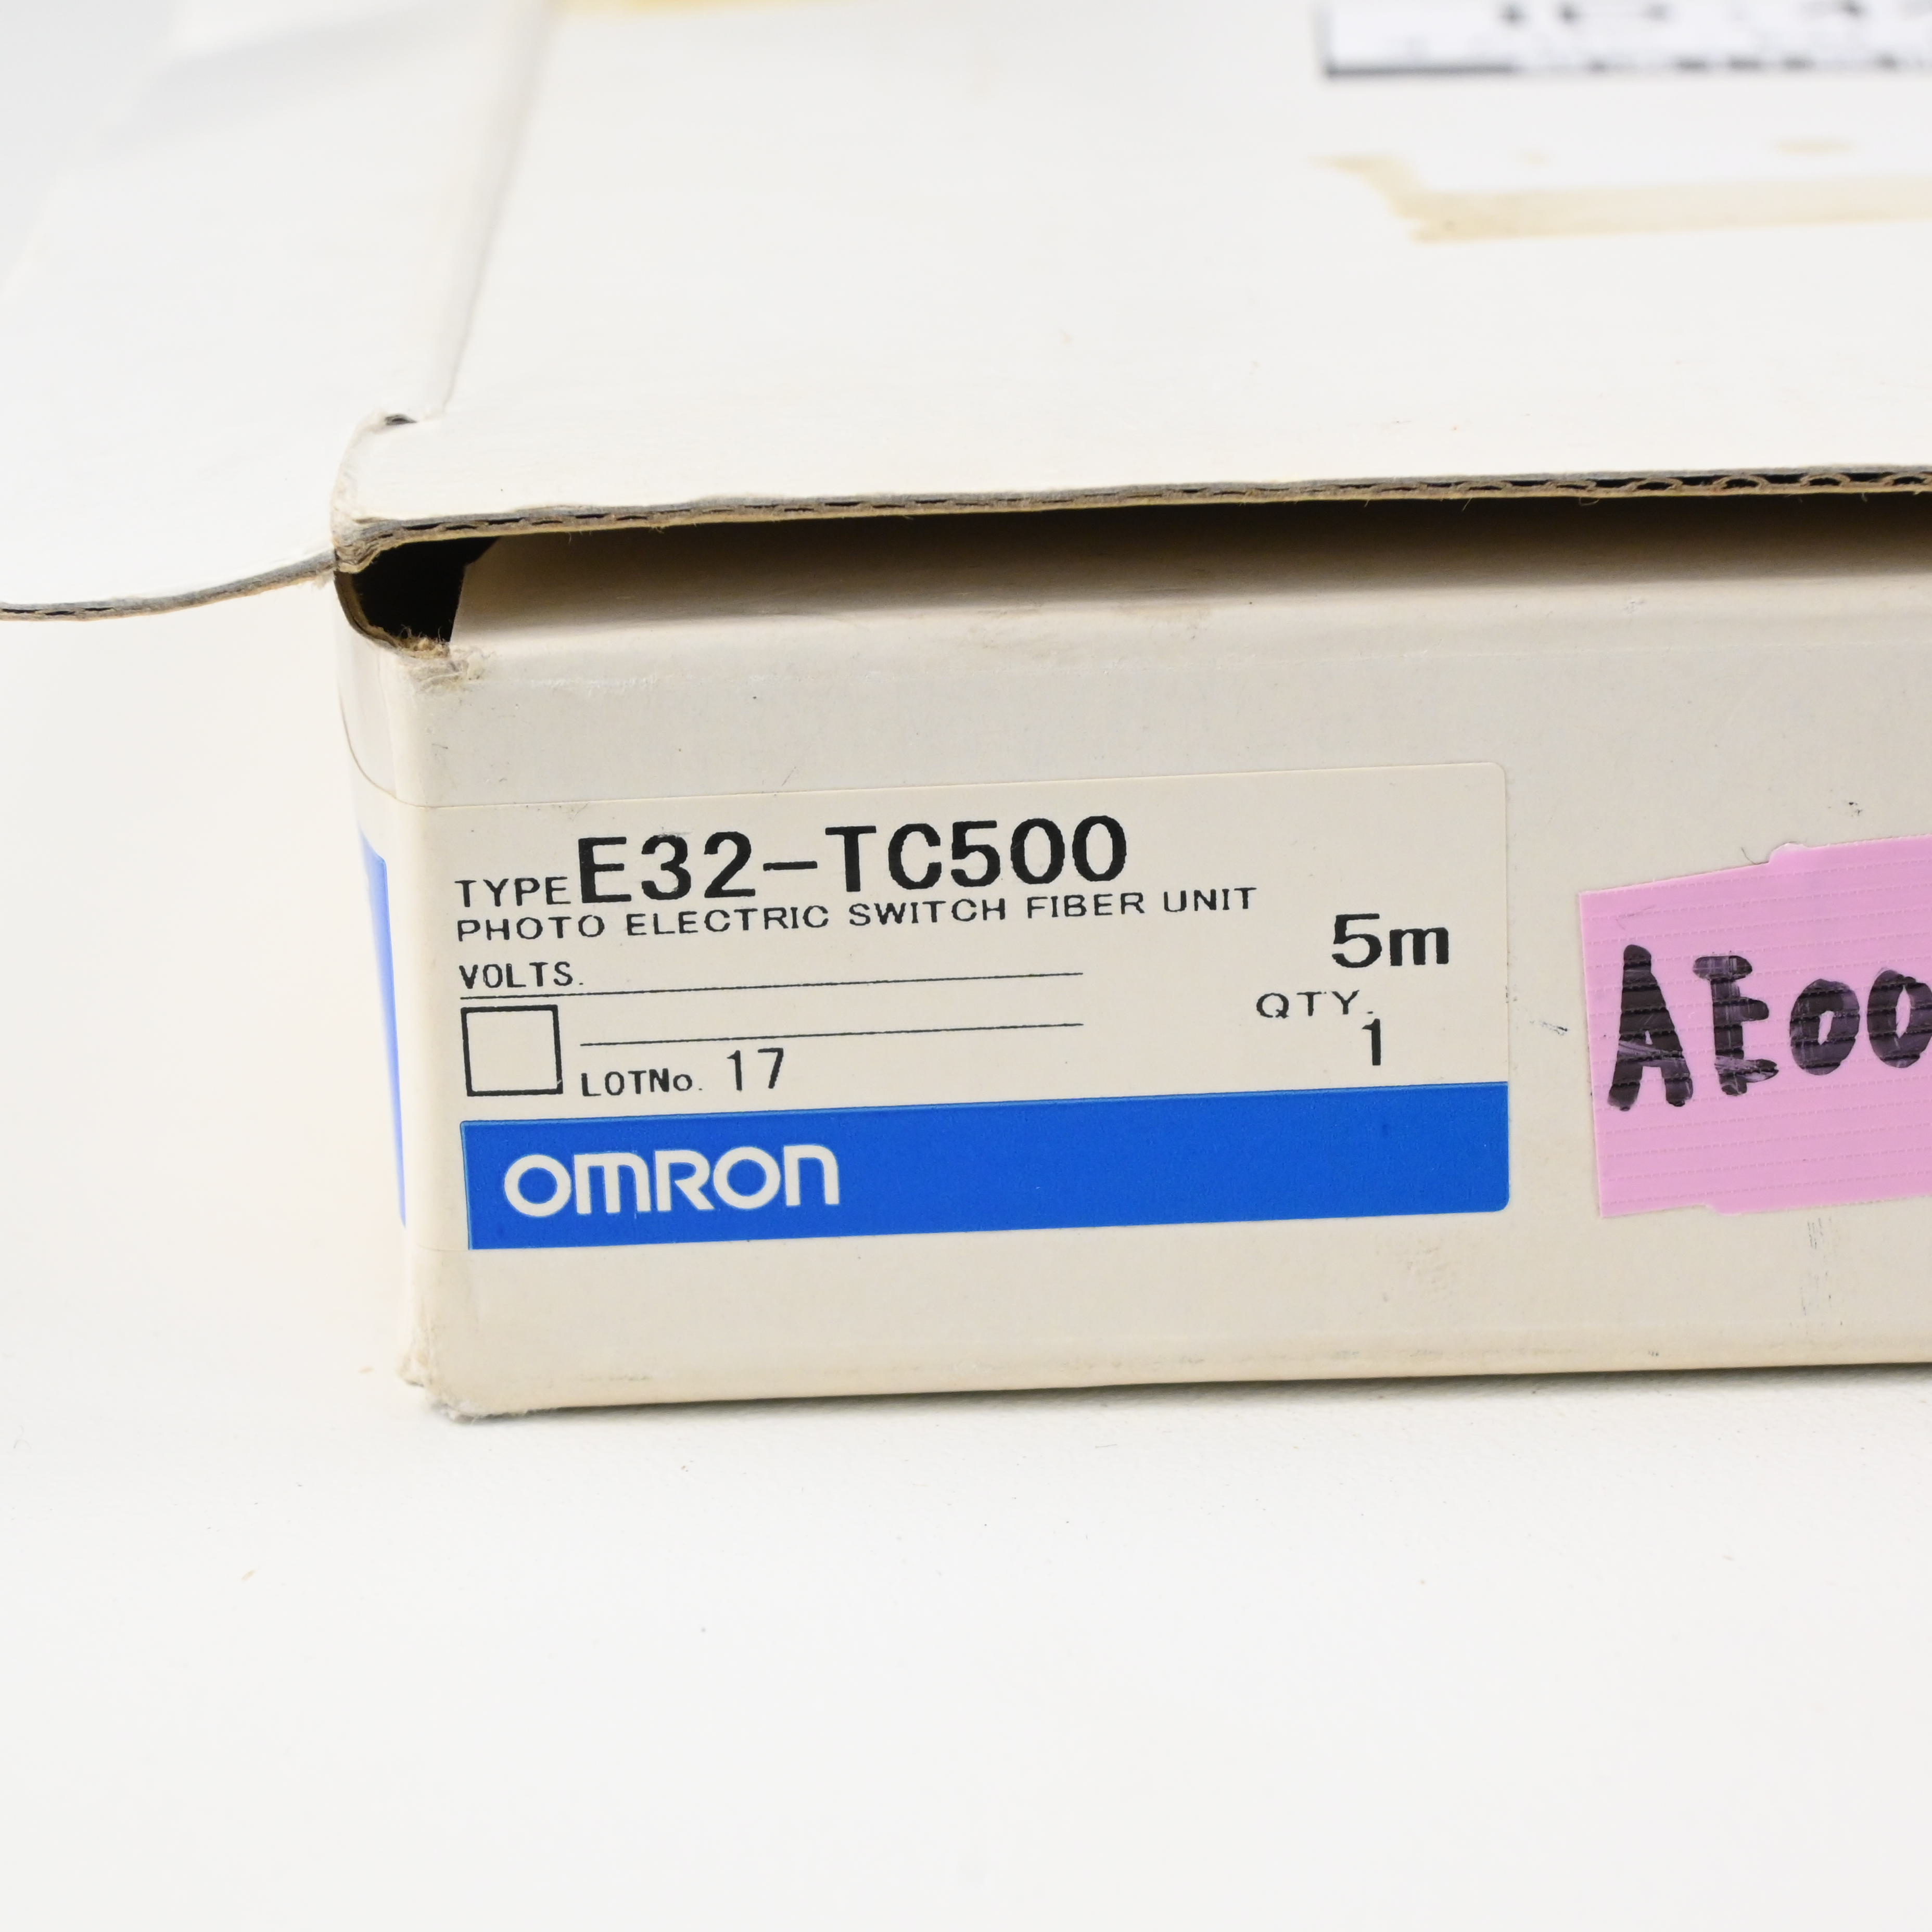 TYPE E32-TC500
PHOTO ELECTRIC SWITCH FIBER UNIT
5m
VOLTS.
QTY.
1
LOTNo. 17
OMRON
AE00